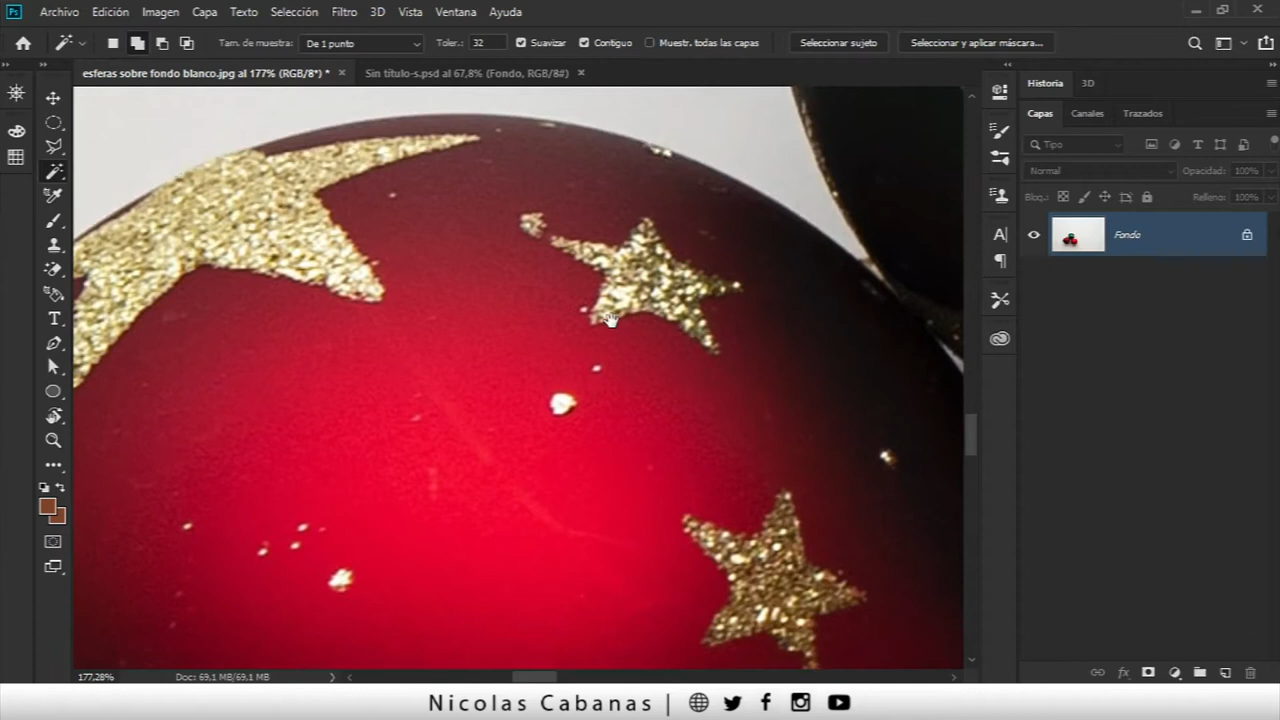 Ps Archivo Edición Imagen Capa Texto Selección Filtro 3D Vista Ventana Ayuda
Tam. de muestra: De 1 punto Toler.: 32 Suavizar Contiguo Muestr. todas las capas Seleccionar sujeto Seleccionar y aplicar máscara...
esferas sobre fondo blanco.jpg al 177% (RGB/8*) * × Sin título-s.psd al 67,8% (Fondo, RGB/8#) ×
Historia 3D
Capas Canales Trazados
Tipo
Normal Opacidad: 100%
Bloq.: Relleno: 100%
Fondo
177,28% Doc: 69,1 MB/69,1 MB
Nicolas Cabanas |